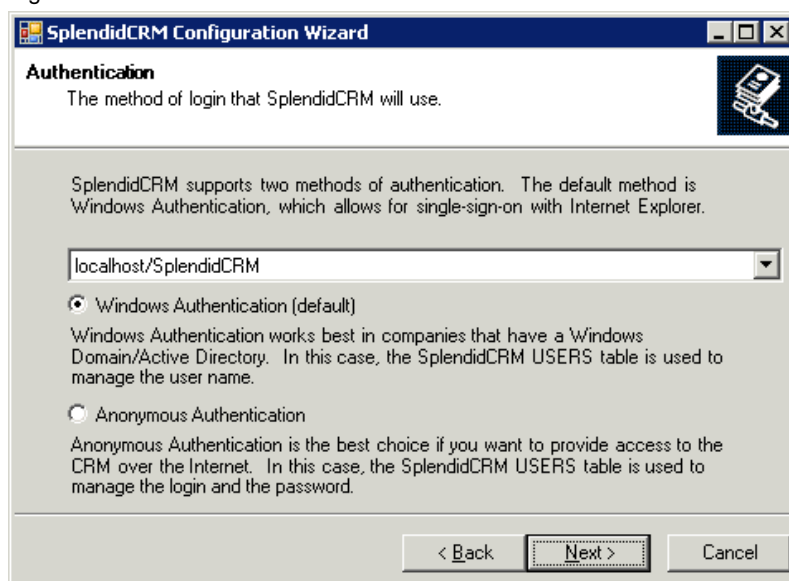 SplendidCRM Configuration Wizard
Authentication
The method of login that SplendidCRM will use.
SplendidCRM supports two methods of authentication. The default method is
Windows Authentication, which allows for single-sign-on with Internet Explorer.
localhost/SplendidCRM
Windows Authentication (default)
Windows Authentication works best in companies that have a Windows
Domain/Active Directory. In this case, the SplendidCRM USERS table is used to
manage the user name.
Anonymous Authentication
Anonymous Authentication is the best choice if you want to provide access to the
CRM over the Internet. In this case, the SplendidCRM USERS table is used to
manage the login and the password.
< Back Next > Cancel